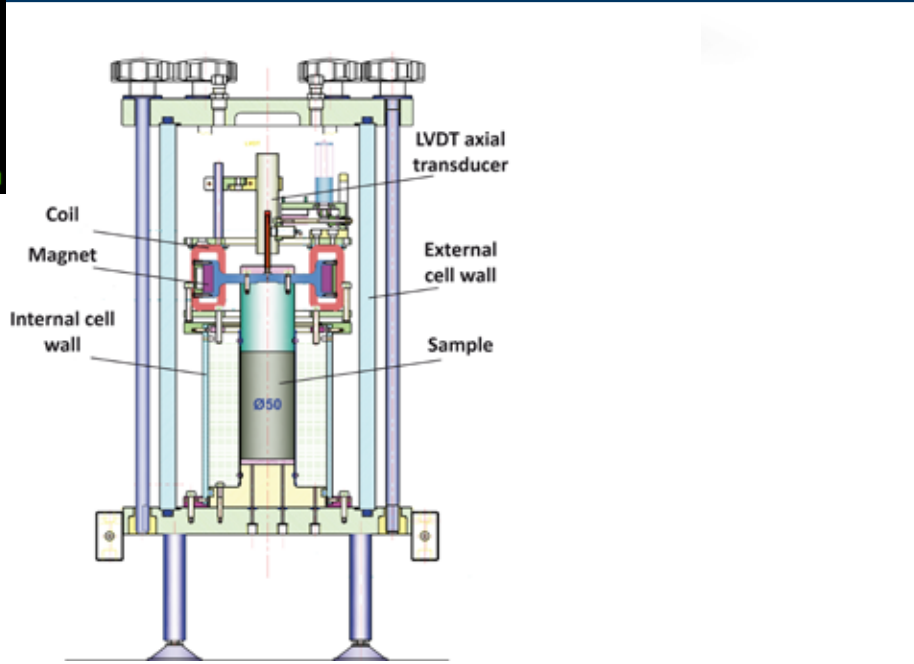 LVDT axial
transducer
Coil
Magnet
External
cell wall
Internal cell
wall
Sample
Ø50